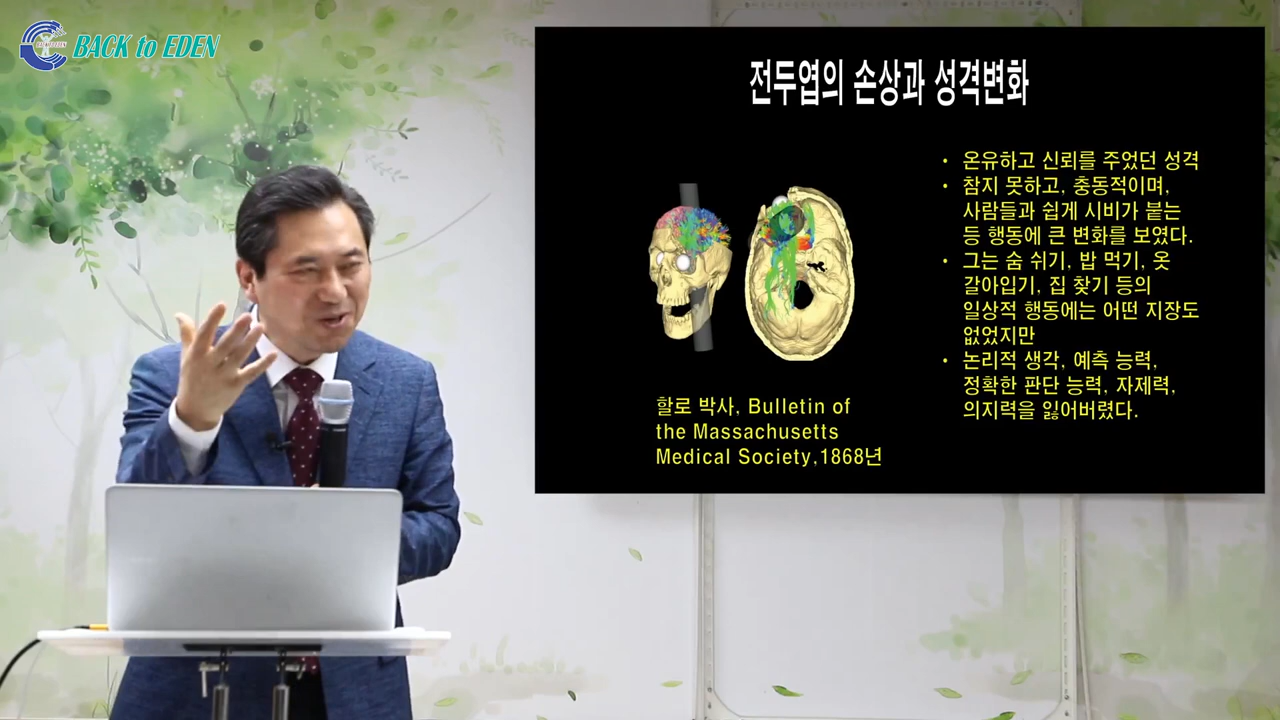 BACK to EDEN
전두엽의 손상과 성격변화
• 온유하고 신뢰를 주었던 성격
• 참지 못하고, 충동적이며,
사람들과 쉽게 시비가 붙는
등 행동에 큰 변화를 보였다.
• 그는 숨 쉬기, 밥 먹기, 옷
갈아입기, 집 찾기 등의
일상적 행동에는 어떤 지장도
없었지만
• 논리적 생각, 예측 능력,
정확한 판단 능력, 자제력,
의지력을 잃어버렸다.
할로 박사, Bulletin of
the Massachusetts
Medical Society,1868년